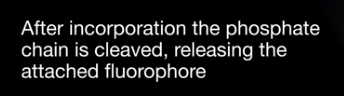 After incorporation the phosphate
chain is cleaved, releasing the
attached fluorophore